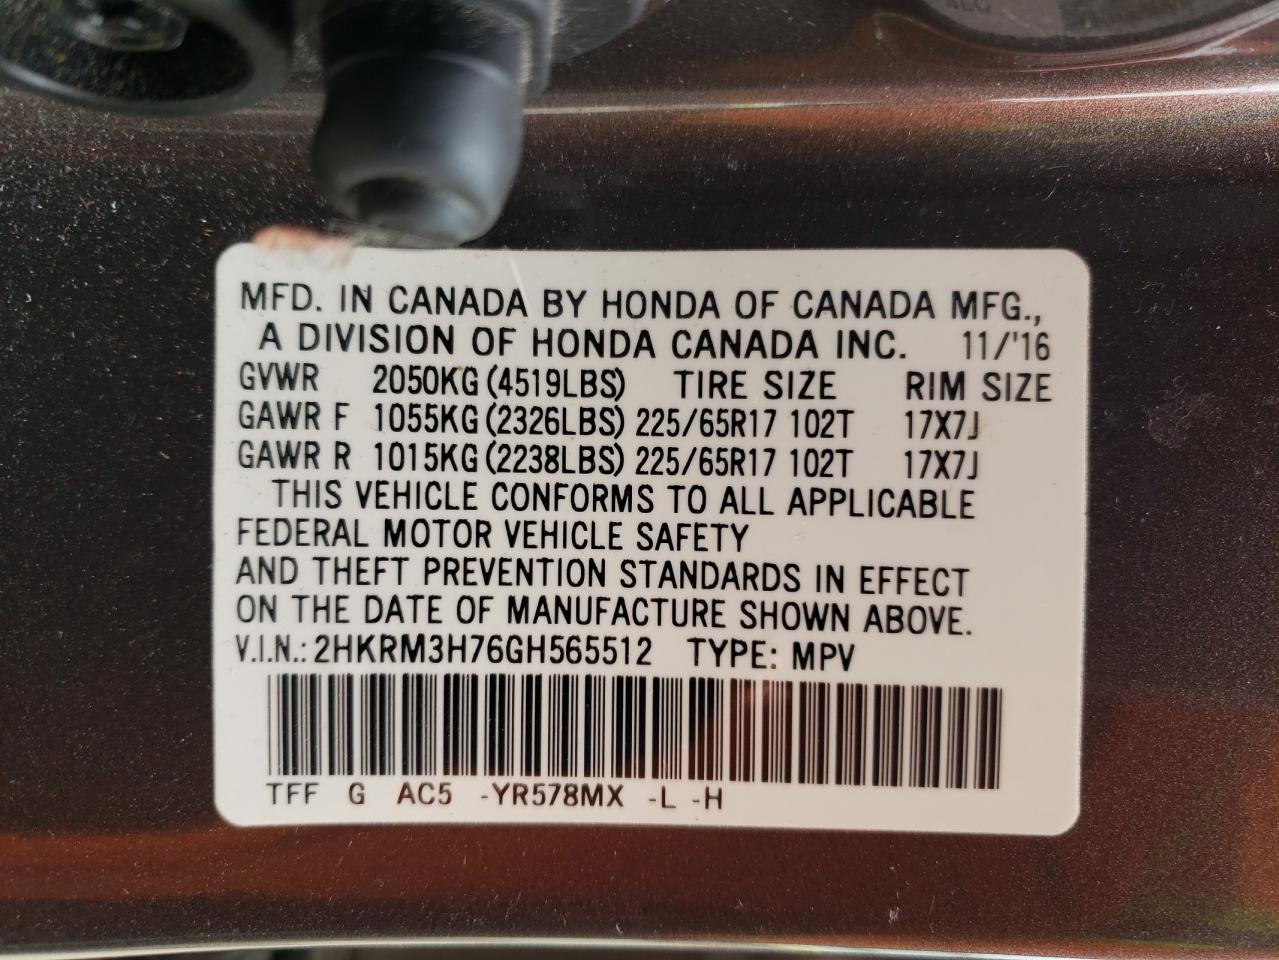 MFD. IN CANADA BY HONDA OF CANADA MFG.,
A DIVISION OF HONDA CANADA INC. 11/'16
GVWR 2050KG (4519LBS) TIRE SIZE RIM SIZE
GAWR F 1055KG (2326LBS) 225/65R17 102T 17X7J
GAWR R 1015KG (2238LBS) 225/65R17 102T 17X7J
THIS VEHICLE CONFORMS TO ALL APPLICABLE
FEDERAL MOTOR VEHICLE SAFETY
AND THEFT PREVENTION STANDARDS IN EFFECT
ON THE DATE OF MANUFACTURE SHOWN ABOVE.
V.I.N.: 2HKRM3H76GH565512 TYPE: MPV
TFF G AC5 -YR578MX -L -H